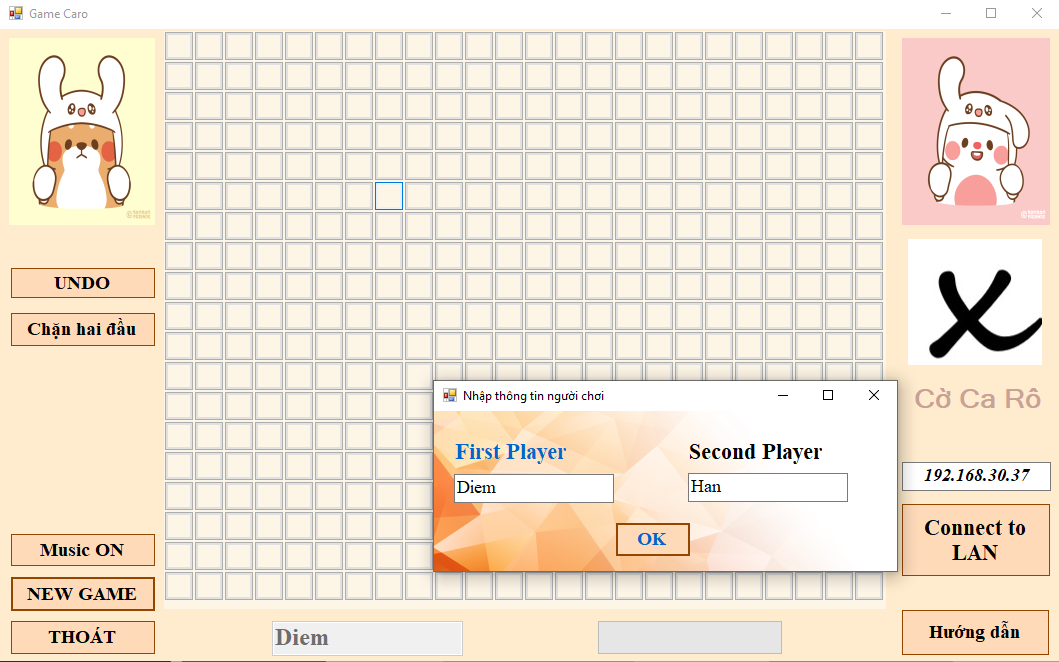 Game Caro
UNDO
Chặn hai đầu
Cờ Ca Rô
Nhập thông tin người chơi
First Player
Second Player
Diem
Han
OK
192.168.30.37
Connect to
LAN
Music ON
NEW GAME
THOÁT
Diem
Hướng dẫn